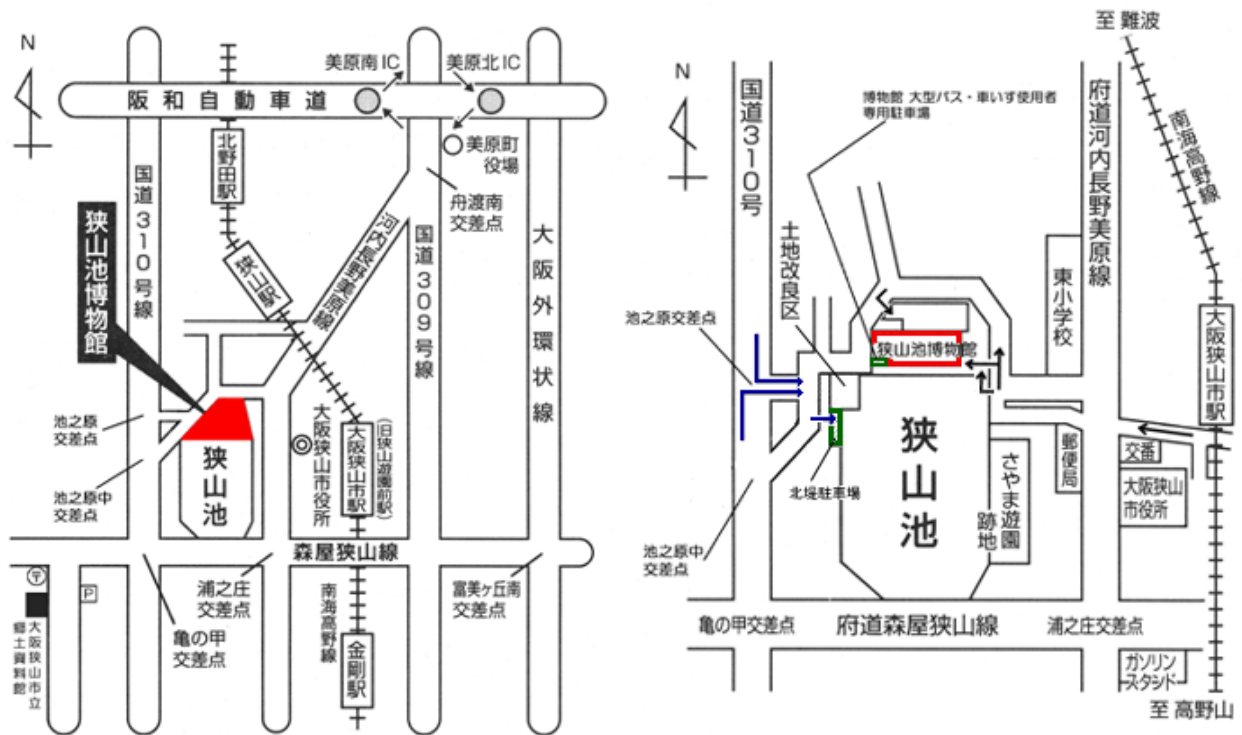 N
美原南IC
美原北IC
阪和自動車道
美原町
役場
北野田駅
舟渡南
交差点
国道310号線
狭山池博物館
狭山駅
河内長野美原線
国道309号線
大阪外環状線
池之原
交差点
池之原中
交差点
狭山池
大阪狭山市役所
大阪狭山市駅
(旧狭山遊園前駅)
森屋狭山線
〒
P
大阪狭山市立
郷土資料館
亀の甲
交差点
浦之庄
交差点
南海高野線
金剛駅
富美ヶ丘南
交差点
至 難波
N
国道310号
博物館 大型バス・車いす使用者
専用駐車場
府道河内長野美原線
南海高野線
土地改良区
東小学校
池之原交差点
狭山池博物館
大阪狭山市駅
狭山池
北堤駐車場
さやま遊園
跡地
郵便局
交番
大阪狭山
市役所
池之原中
交差点
亀の甲交差点
府道森屋狭山線
浦之庄交差点
ガソリン
スタシド
至 高野山